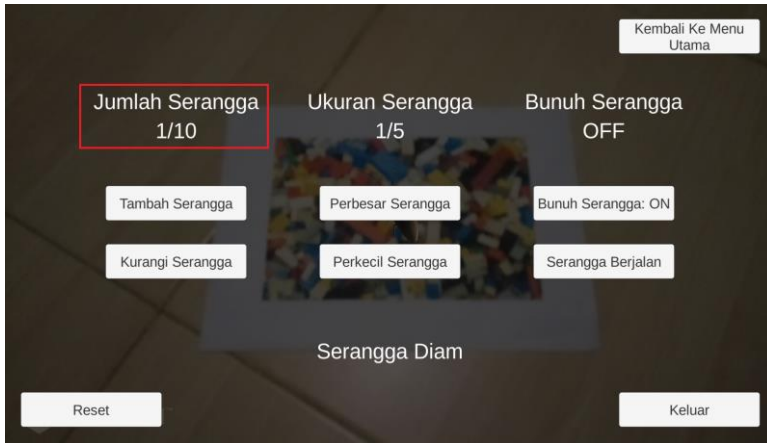 Kembali Ke Menu
Utama
Jumlah Serangga
1/10
Ukuran Serangga
1/5
Bunuh Serangga
OFF
Tambah Serangga
Perbesar Serangga
Bunuh Serangga: ON
Kurangi Serangga
Perkecil Serangga
Serangga Berjalan
Serangga Diam
Reset
Keluar